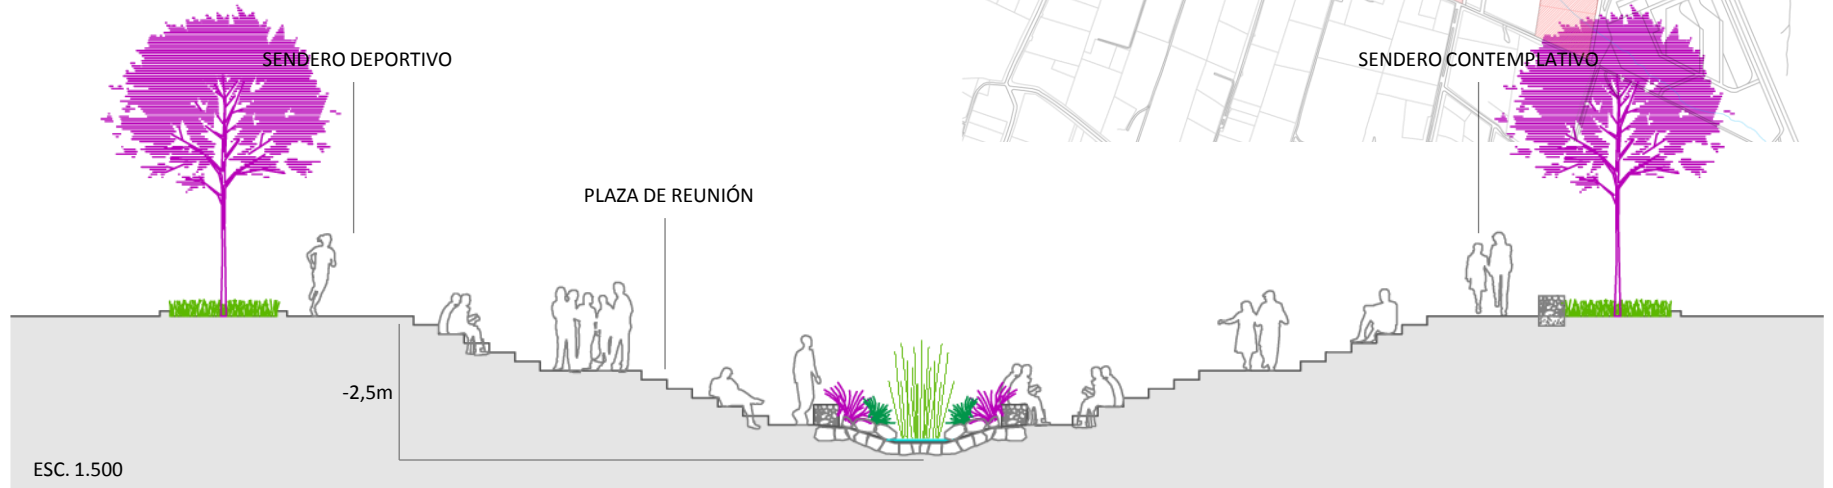 SENDERO DEPORTIVO
SENDERO CONTEMPLATIVO
PLAZA DE REUNIÓN
-2,5m
ESC. 1.500